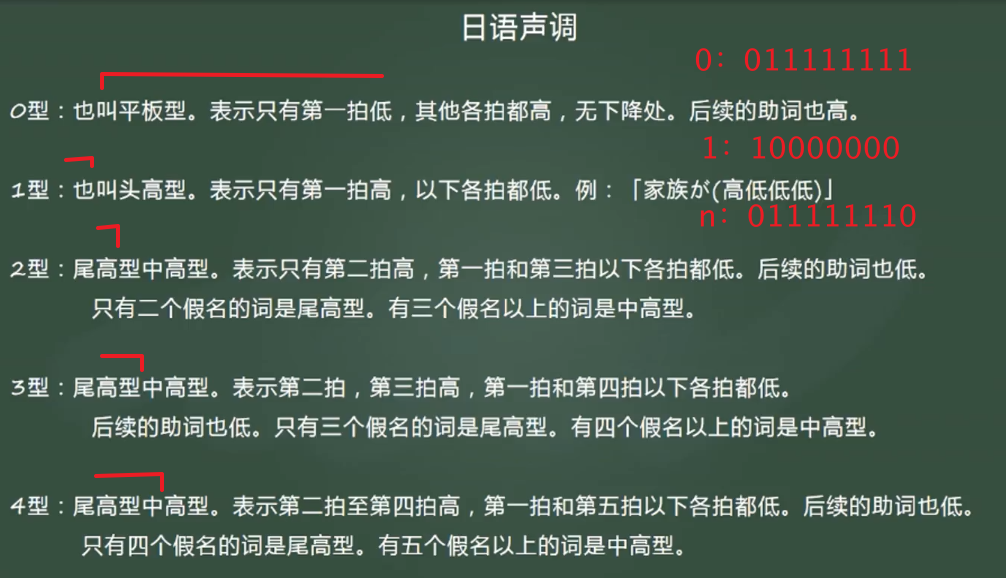 日语声调
0：011111111
0型：也叫平板型。表示只有第一拍低，其他各拍都高，无下降处。后续的助词也高。
1：10000000
1型：也叫头高型。表示只有第一拍高，以下各拍都低。例：「家族が(高低低低)」
n：011111110
2型：尾高型中高型。表示只有第二拍高，第一拍和第三拍以下各拍都低。后续的助词也低。
只有二个假名的词是尾高型。有三个假名以上的词是中高型。
3型：尾高型中高型。表示第二拍，第三拍高，第一拍和第四拍以下各拍都低。
后续的助词也低。只有三个假名的词是尾高型。有四个假名以上的词是中高型。
4型：尾高型中高型。表示第二拍至第四拍高，第一拍和第五拍以下各拍都低。后续的助词也低。
只有四个假名的词是尾高型。有五个假名以上的词是中高型。